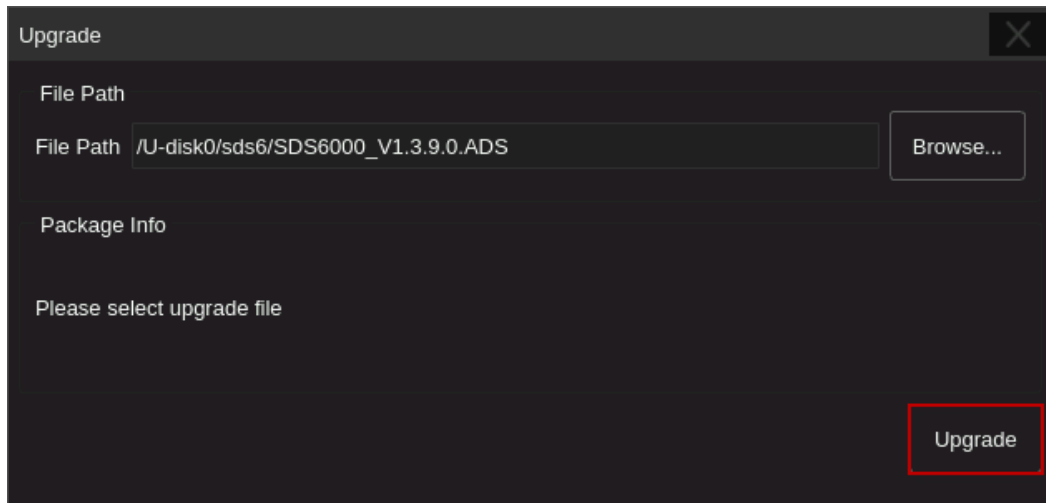 Upgrade
File Path
File Path /U-disk0/sds6/SDS6000_V1.3.9.0.ADS Browse...
Package Info
Please select upgrade file
Upgrade